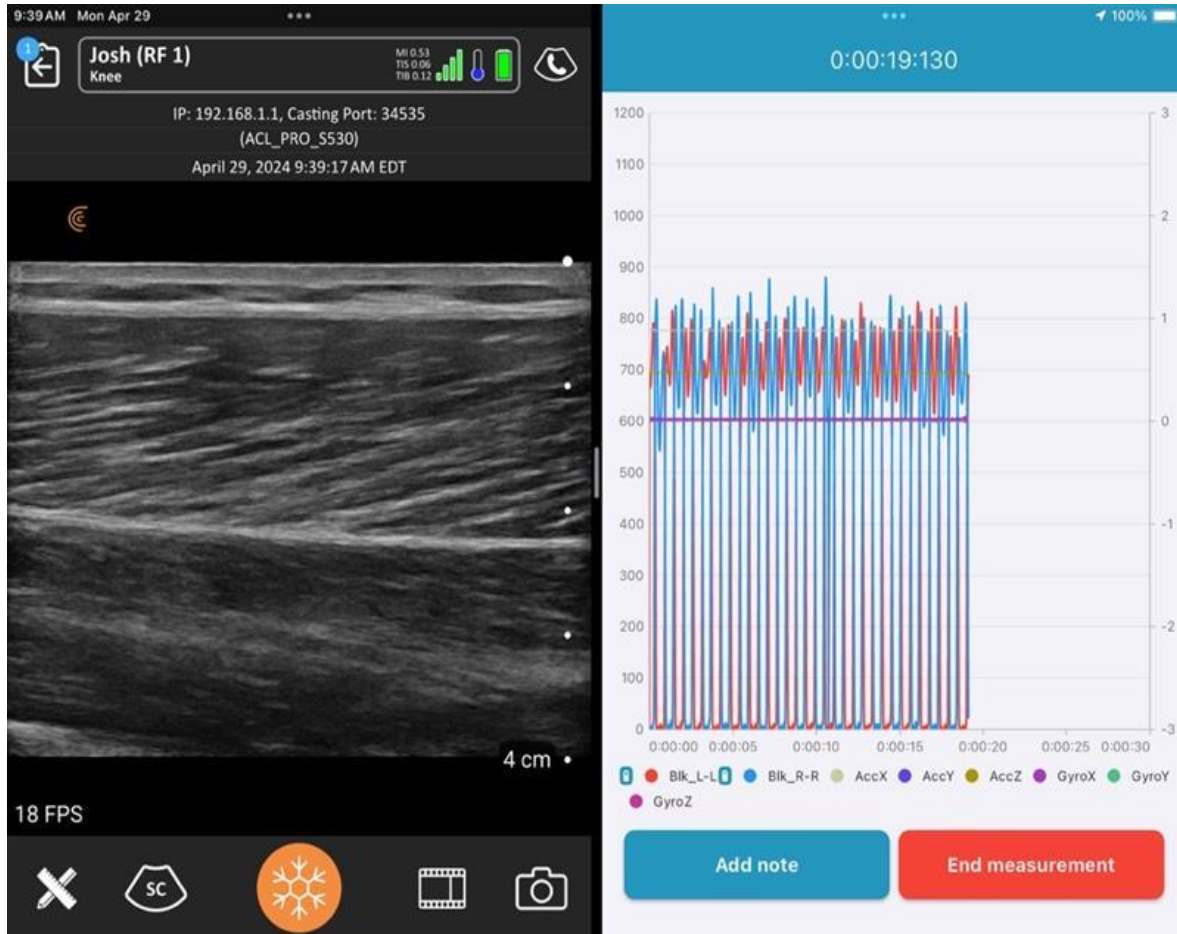 9:39 AM Mon Apr 29
1
Josh (RF 1)
Knee
MI 0.53
TIS 0.06
TIB 0.12
IP: 192.168.1.1, Casting Port: 34535
(ACL_PRO_S530)
April 29, 2024 9:39:17 AM EDT
4 cm
18 FPS
SC
100%
0:00:19:130
1200
1100
1000
900
800
700
600
500
400
300
200
100
0
3
2
1
0
-1
-2
-3
0:00:00 0:00:05 0:00:10 0:00:15 0:00:20 0:00:25 0:00:30
Blk_L-L Blk_R-R AccX AccY AccZ GyroX GyroY
GyroZ
Add note
End measurement